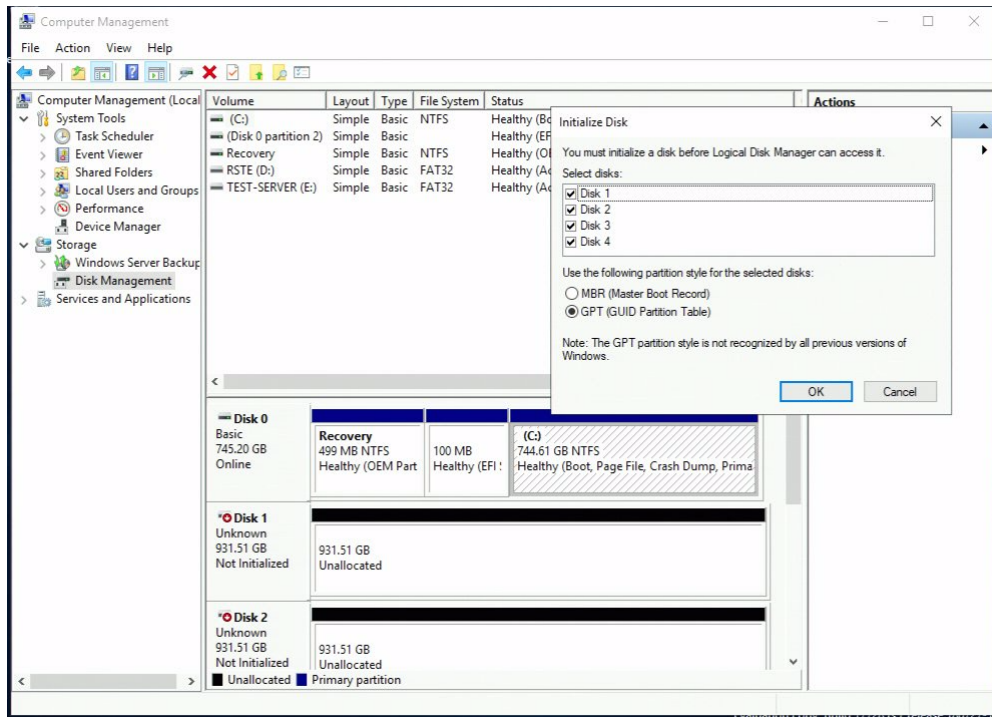 Computer Management
File Action View Help
Computer Management (Local
System Tools
Task Scheduler
Event Viewer
Shared Folders
Local Users and Groups
Performance
Device Manager
Storage
Windows Server Backup
Disk Management
Services and Applications
Volume Layout Type File System Status
(C:) Simple Basic NTFS Healthy (Bo
(Disk 0 partition 2) Simple Basic Healthy (EF
Recovery Simple Basic NTFS Healthy (OE
RSTE (D:) Simple Basic FAT32 Healthy (Ac
TEST-SERVER (E:) Simple Basic FAT32 Healthy (Ac
Actions
Initialize Disk
You must initialize a disk before Logical Disk Manager can access it.
Select disks:
Disk 1
Disk 2
Disk 3
Disk 4
Use the following partition style for the selected disks:
MBR (Master Boot Record)
GPT (GUID Partition Table)
Note: The GPT partition style is not recognized by all previous versions of
Windows.
OK Cancel
Disk 0
Basic
745.20 GB
Online
Recovery
499 MB NTFS
Healthy (OEM Part
100 MB
Healthy (EFI
(C:)
744.61 GB NTFS
Healthy (Boot, Page File, Crash Dump, Prima
Disk 1
Unknown
931.51 GB
Not Initialized
931.51 GB
Unallocated
Disk 2
Unknown
931.51 GB
Not Initialized
931.51 GB
Unallocated
Unallocated Primary partition